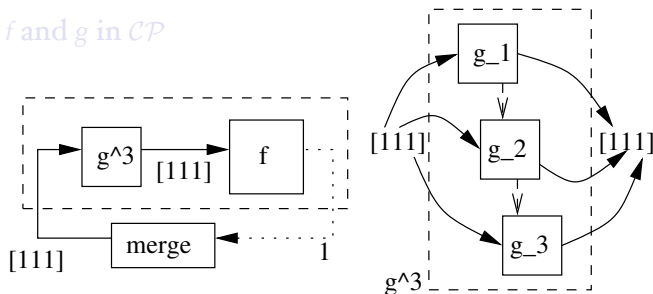 f and g in CP
g^3
[111]
f
[111]
merge
1
g_1
[111]
g_2
[111]
g_3
g^3